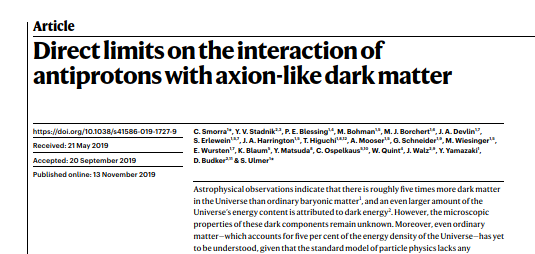 Article
Direct limits on the interaction of
antiprotons with axion-like dark matter
https://doi.org/10.1038/s41586-019-1727-9
Received: 21 May 2019
Accepted: 20 September 2019
Published online: 13 November 2019
C. Smorra¹*, Y. V. Stadnik²,³, P. E. Blessing¹,⁴, M. Bohman¹,⁵, M. J. Borchert¹,⁶, J. A. Devlin¹,⁷,
S. Erlewein¹,⁵,⁷, J. A. Harrington¹,⁵, T. Higuchi¹,⁸,¹², A. Mooser¹,⁵, G. Schneider¹,⁹, M. Wiesinger¹,⁵,
E. Wursten¹,⁷, K. Blaum⁵, Y. Matsuda⁸, C. Ospelkaus⁶,¹⁰, W. Quint⁴, J. Walz²,⁹, Y. Yamazaki¹,
D. Budker²,¹¹ & S. Ulmer¹*
Astrophysical observations indicate that there is roughly five times more dark matter
in the Universe than ordinary baryonic matter¹, and an even larger amount of the
Universe's energy content is attributed to dark energy². However, the microscopic
properties of these dark components remain unknown. Moreover, even ordinary
matter—which accounts for five per cent of the energy density of the Universe—has yet
to be understood, given that the standard model of particle physics lacks any